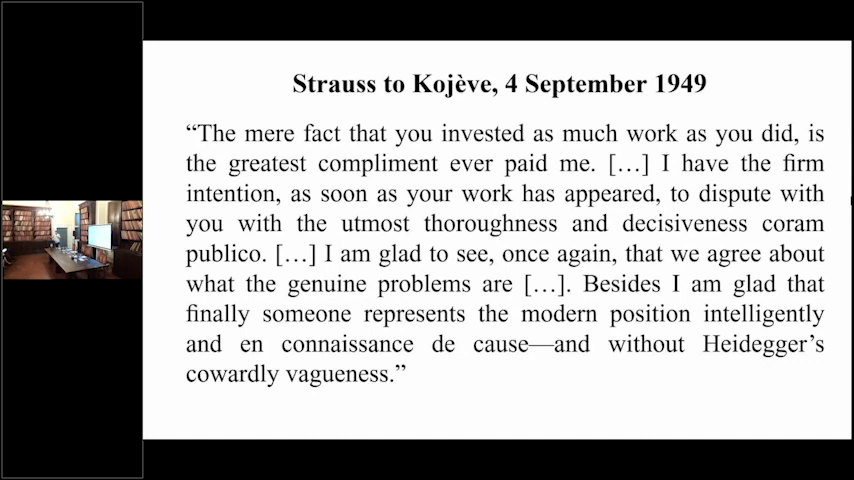 Strauss to Kojève, 4 September 1949
“The mere fact that you invested as much work as you did, is
the greatest compliment ever paid me. […] I have the firm
intention, as soon as your work has appeared, to dispute with
you with the utmost thoroughness and decisiveness coram
publico. […] I am glad to see, once again, that we agree about
what the genuine problems are […]. Besides I am glad that
finally someone represents the modern position intelligently
and en connaissance de cause—and without Heidegger’s
cowardly vagueness.”